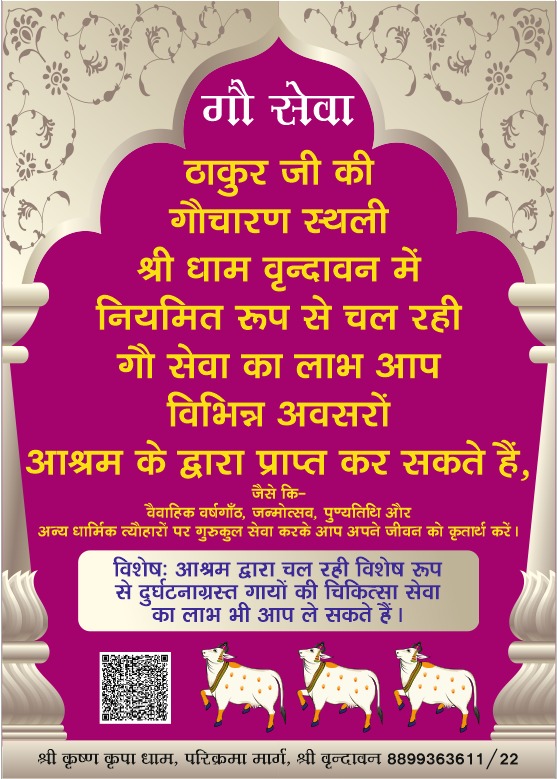 गौ सेवा
ठाकुर जी की
गौचारण स्थली
श्री धाम वृन्दावन में
नियमित रूप से चल रही
गौ सेवा का लाभ आप
विभिन्न अवसरों
आश्रम के द्वारा प्राप्त कर सकते हैं,
जैसे कि–
वैवाहिक वर्षगाँठ, जन्मोत्सव, पुण्यतिथि और
अन्य धार्मिक त्यौहारों पर गुरुकुल सेवा करके आप अपने जीवन को कृतार्थ करें।
विशेषः आश्रम द्वारा चल रही विशेष रूप
से दुर्घटनाग्रस्त गायों की चिकित्सा सेवा
का लाभ भी आप ले सकते हैं।
श्री कृष्ण कृपा धाम, परिक्रमा मार्ग, श्री वृन्दावन 8899363611/22